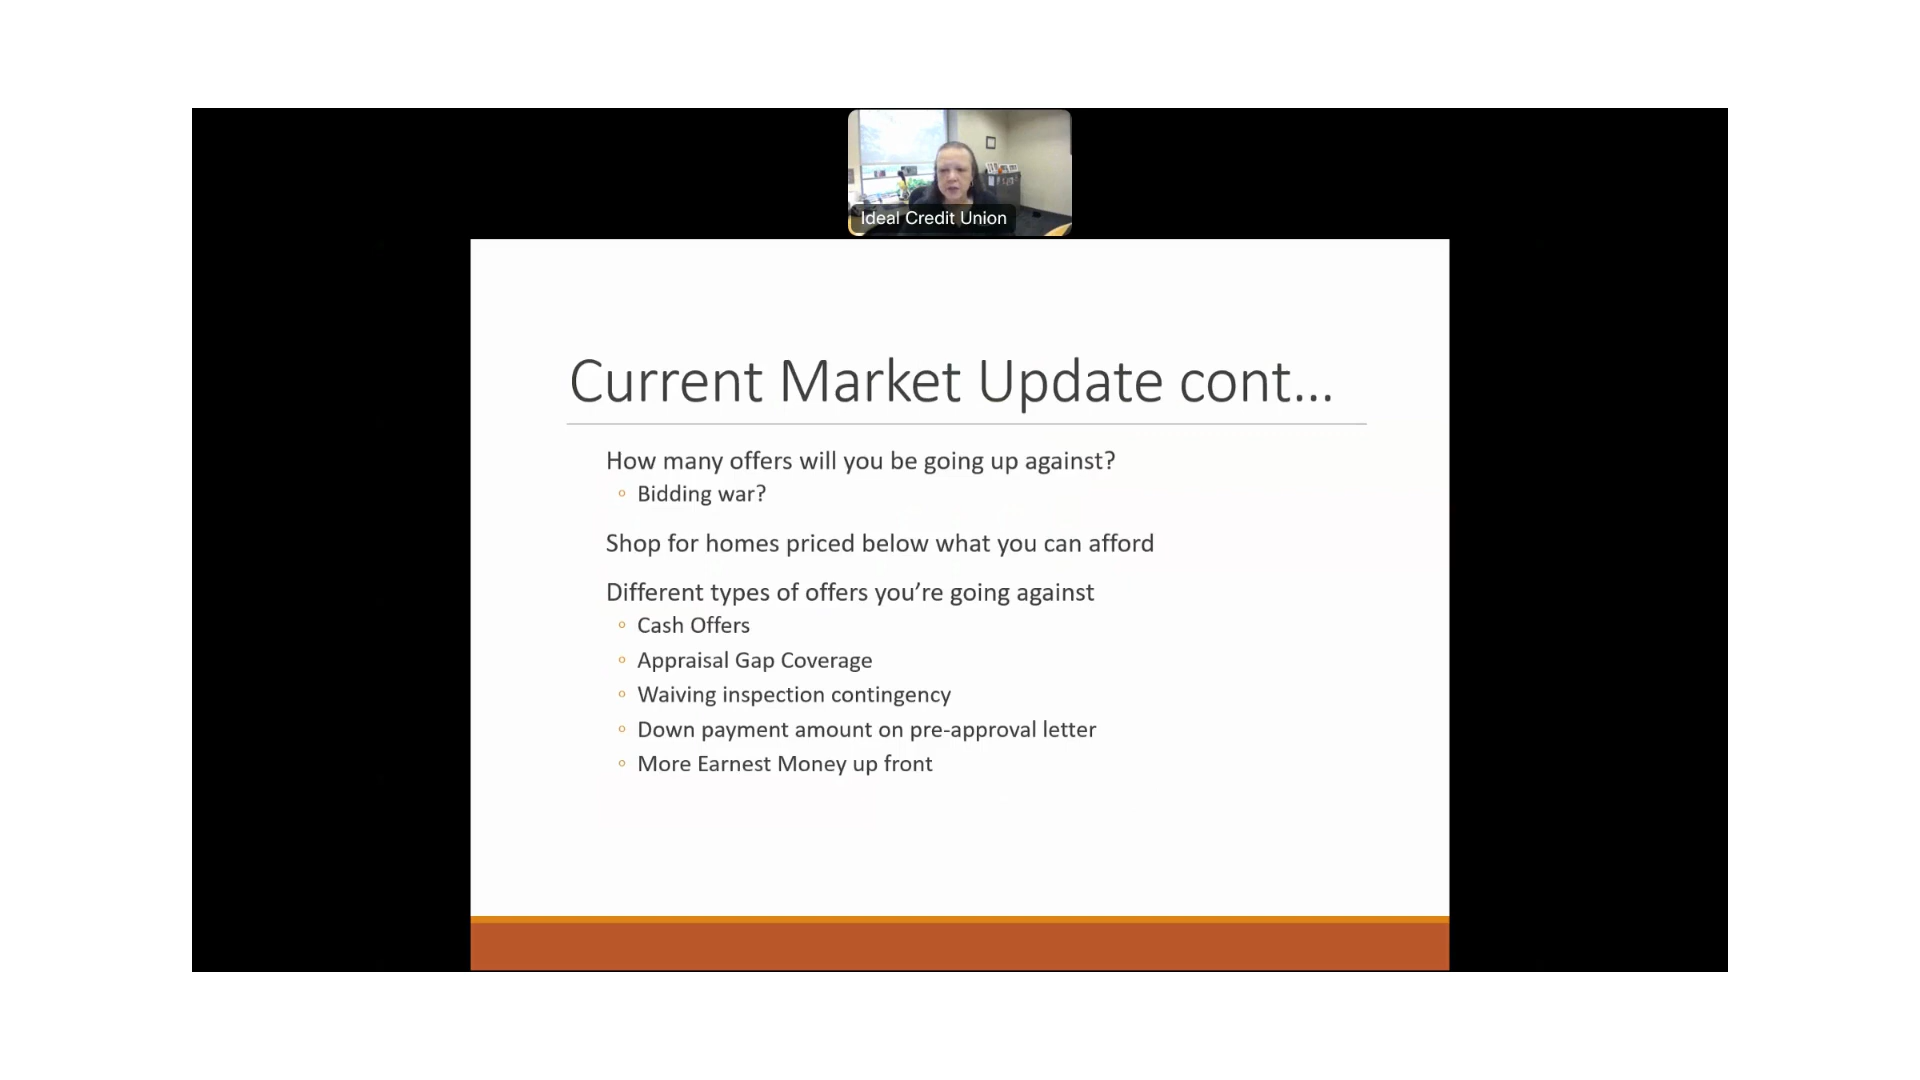 Ideal Credit Union
Current Market Update cont…
How many offers will you be going up against?
◦ Bidding war?
Shop for homes priced below what you can afford
Different types of offers you’re going against
◦ Cash Offers
◦ Appraisal Gap Coverage
◦ Waiving inspection contingency
◦ Down payment amount on pre-approval letter
◦ More Earnest Money up front